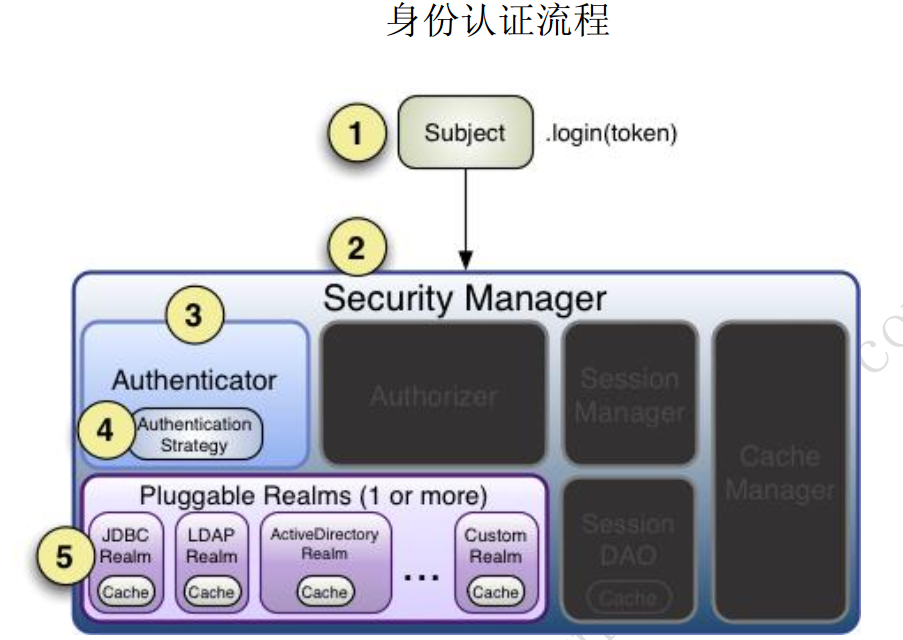 身份认证流程
1
Subject
.login(token)
2
Security Manager
3
Authenticator
4
Authentication
Strategy
Authorizer
Session
Manager
Cache
Manager
Session
DAO
Cache
Pluggable Realms (1 or more)
5
JDBC
Realm
Cache
LDAP
Realm
Cache
ActiveDirectory
Realm
Cache
...
Custom
Realm
Cache